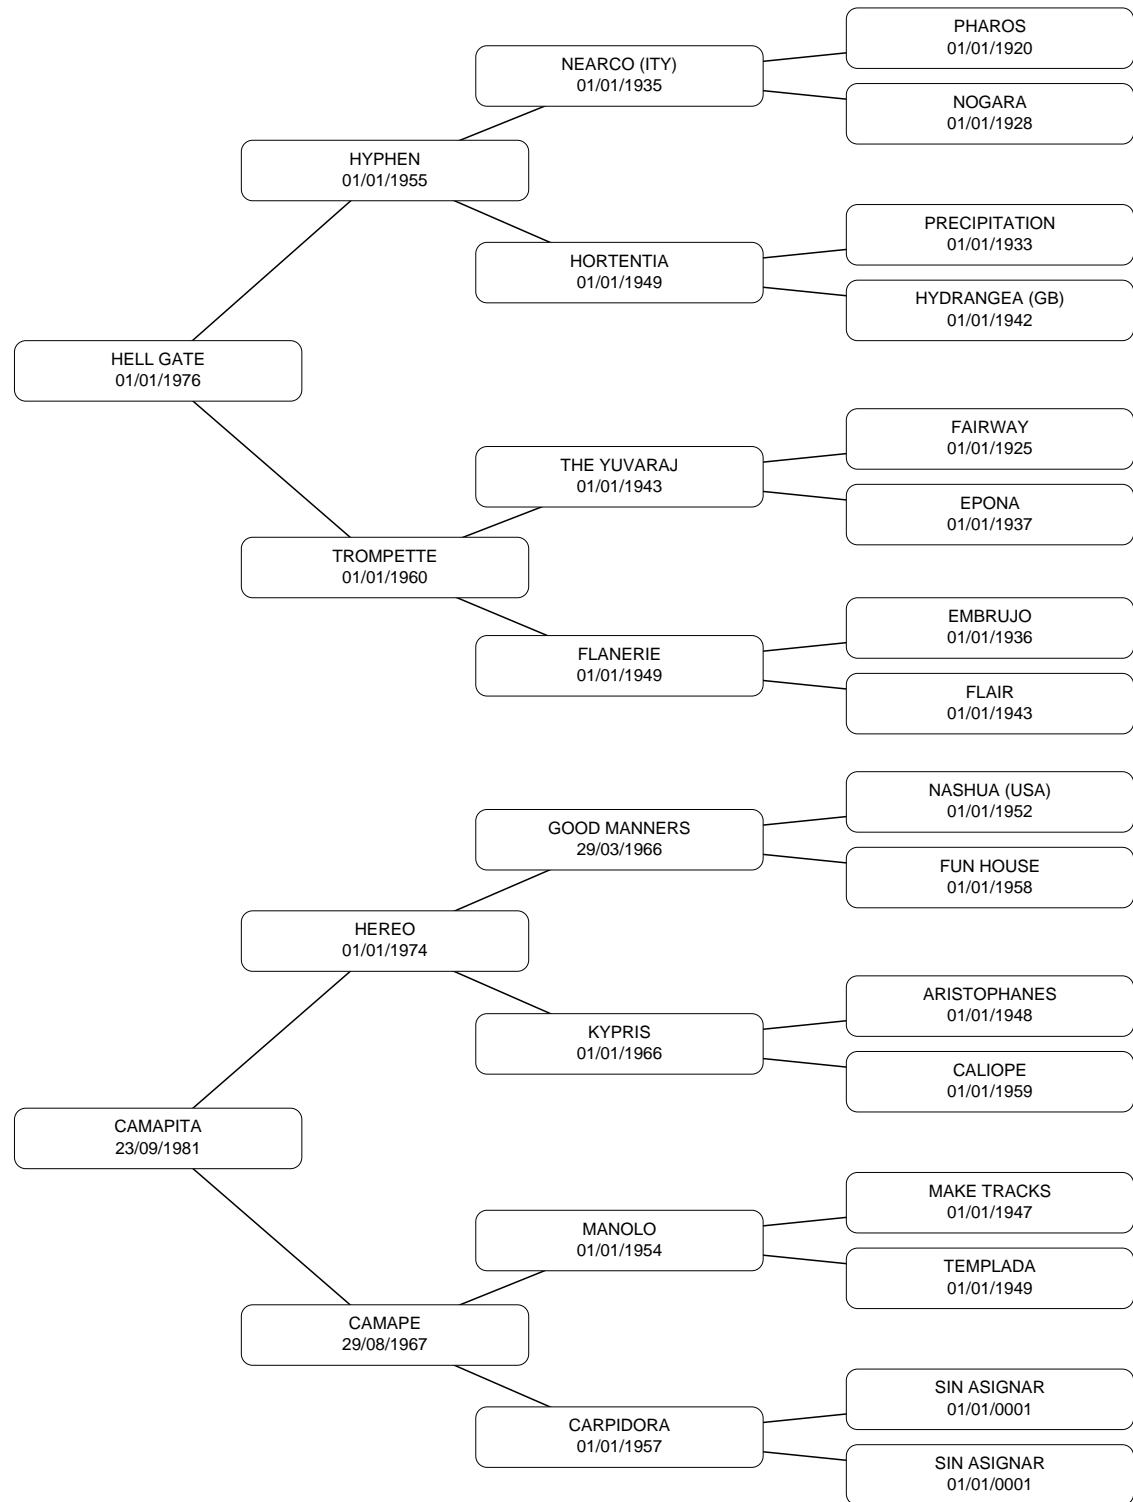 PHAROS
01/01/1920
NEARCO (ITY)
01/01/1935
NOGARA
01/01/1928
HYPHEN
01/01/1955
PRECIPITATION
01/01/1933
HORTENTIA
01/01/1949
HYDRANGEA (GB)
01/01/1942
HELL GATE
01/01/1976
FAIRWAY
01/01/1925
THE YUVARAJ
01/01/1943
EPONA
01/01/1937
TROMPETTE
01/01/1960
EMBRUJO
01/01/1936
FLANERIE
01/01/1949
FLAIR
01/01/1943
NASHUA (USA)
01/01/1952
GOOD MANNERS
29/03/1966
FUN HOUSE
01/01/1958
HEREO
01/01/1974
ARISTOPHANES
01/01/1948
KYPRIS
01/01/1966
CALIOPE
01/01/1959
CAMAPITA
23/09/1981
MAKE TRACKS
01/01/1947
MANOLO
01/01/1954
TEMPLADA
01/01/1949
CAMAPE
29/08/1967
SIN ASIGNAR
01/01/0001
CARPIDORA
01/01/1957
SIN ASIGNAR
01/01/0001